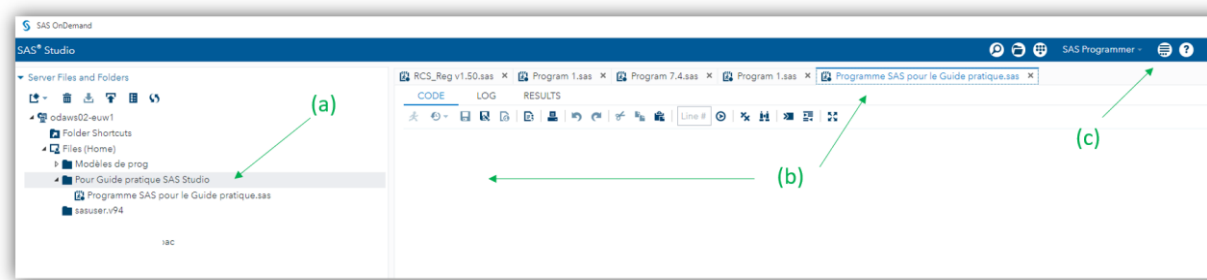 SAS OnDemand
SAS® Studio
SAS Programmer
Server Files and Folders
odaws02-euw1
Folder Shortcuts
Files (Home)
Modèles de prog
Pour Guide pratique SAS Studio
Programme SAS pour le Guide pratique.sas
sasuser.v94
(a)
RCS_Reg v1.50.sas × Program 1.sas × Program 7.4.sas × Program 1.sas × Programme SAS pour le Guide pratique.sas ×
CODE LOG RESULTS
Line #
(b)
(c)